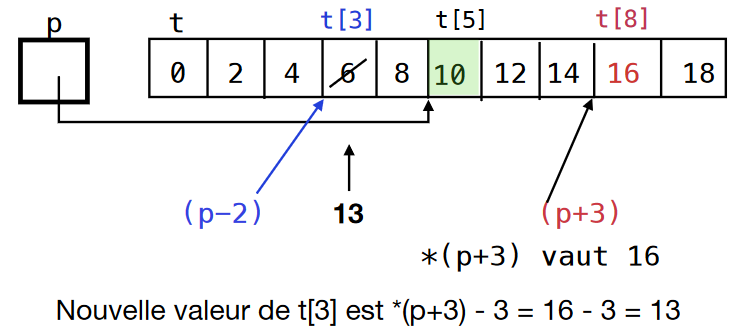 p t t[3] t[5] t[8]
0 2 4 6 8 10 12 14 16 18
(p−2) 13 (p+3)
*(p+3) vaut 16
Nouvelle valeur de t[3] est *(p+3) - 3 = 16 - 3 = 13